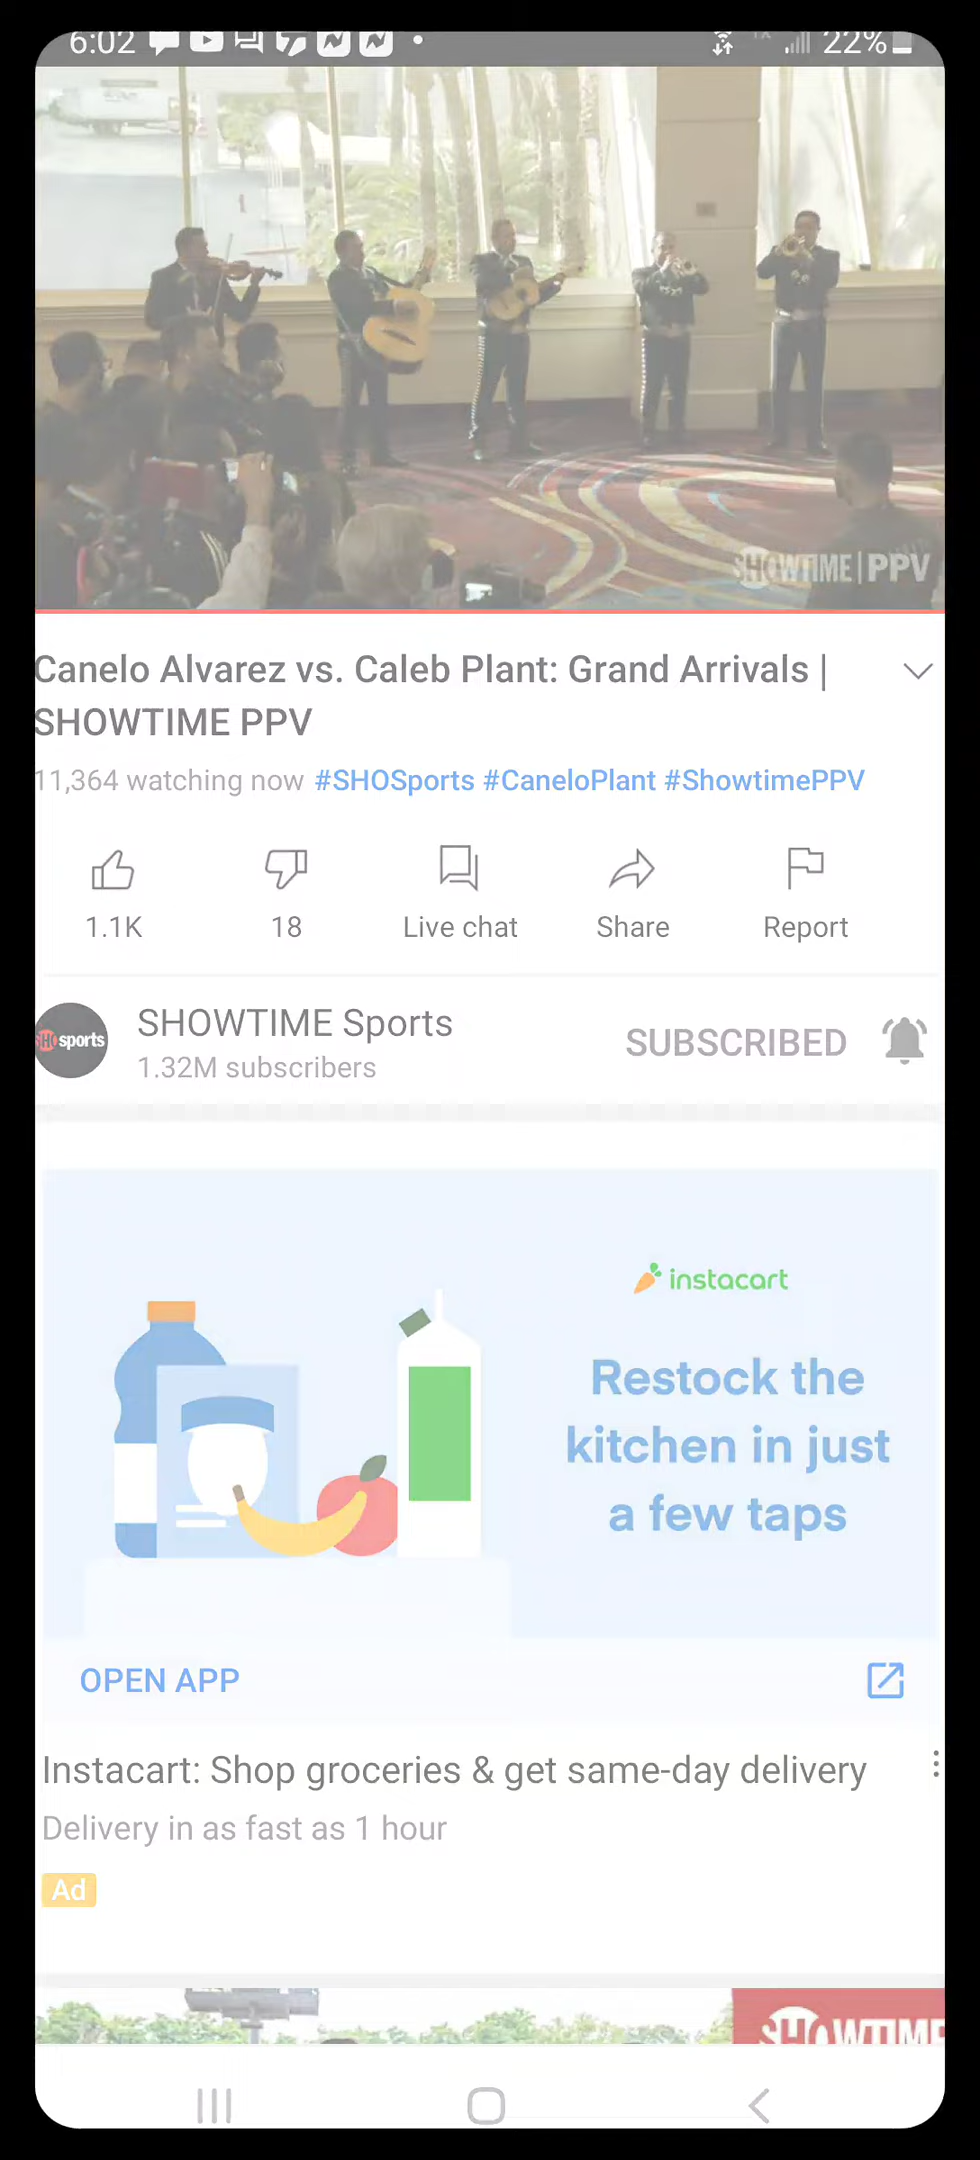 6:02 22%
SHOWTIME | PPV
Canelo Alvarez vs. Caleb Plant: Grand Arrivals |
SHOWTIME PPV
11,364 watching now #SHOSports #CaneloPlant #ShowtimePPV
1.1K 18 Live chat Share Report
SHO sports
SHOWTIME Sports
1.32M subscribers
SUBSCRIBED
instacart
Restock the
kitchen in just
a few taps
OPEN APP
Instacart: Shop groceries & get same-day delivery
Delivery in as fast as 1 hour
Ad
SHOWTIME